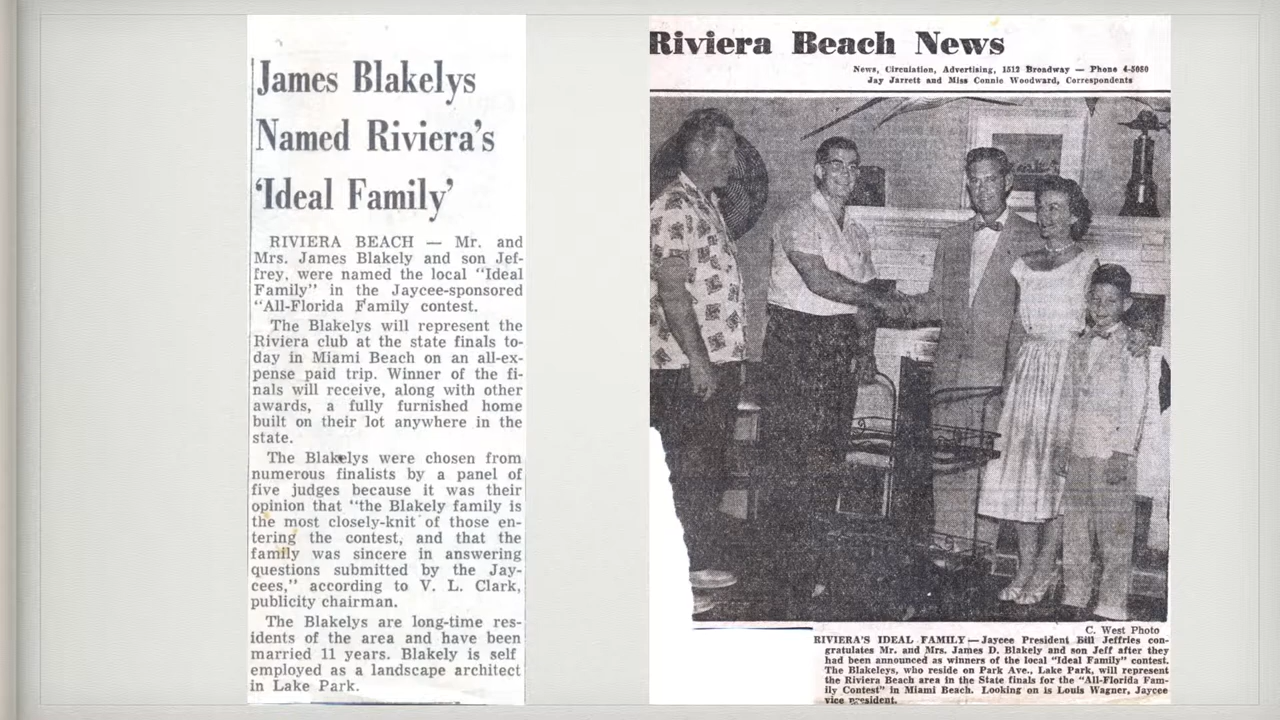 James Blakelys
Named Riviera's
'Ideal Family'
RIVIERA BEACH — Mr. and
Mrs. James Blakely and son Jef-
frey, were named the local "Ideal
Family" in the Jaycee-sponsored
"All-Florida Family contest.
The Blakelys will represent the
Riviera club at the state finals to-
day in Miami Beach on an all-ex-
pense paid trip. Winner of the fi-
nals will receive, along with other
awards, a fully furnished home
built on their lot anywhere in the
state.
The Blakelys were chosen from
numerous finalists by a panel of
five judges because it was their
opinion that "the Blakely family is
the most closely-knit of those en-
tering the contest, and that the
family was sincere in answering
questions submitted by the Jay-
cees," according to V. L. Clark,
publicity chairman.
The Blakelys are long-time res-
idents of the area and have been
married 11 years. Blakely is self
employed as a landscape architect
in Lake Park.
Riviera Beach News
News, Circulation, Advertising, 1512 Broadway — Phone 4-5080
Jay Jarrett and Miss Connie Woodward, Correspondents
C. West Photo
RIVIERA'S IDEAL FAMILY — Jaycee President Bill Jeffries con-
gratulates Mr. and Mrs. James D. Blakely and son Jeff after they
had been announced as winners of the local "Ideal Family" contest.
The Blakeleys, who reside on Park Ave., Lake Park, will represent
the Riviera Beach area in the State finals for the "All-Florida Fam-
ily Contest" in Miami Beach. Looking on is Louis Wagner, Jaycee
vice president.